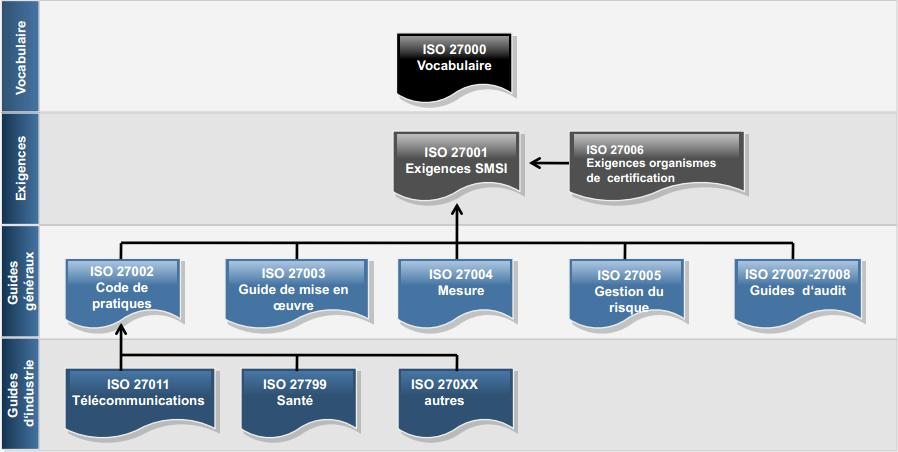 Vocabulaire
ISO 27000
Vocabulaire
Exigences
ISO 27001
Exigences SMSI
ISO 27006
Exigences organismes
de certification
Guides
généraux
ISO 27002
Code de
pratiques
ISO 27003
Guide de mise en
œuvre
ISO 27004
Mesure
ISO 27005
Gestion du
risque
ISO 27007-27008
Guides d'audit
Guides
d'industrie
ISO 27011
Télécommunications
ISO 27799
Santé
ISO 270XX
autres